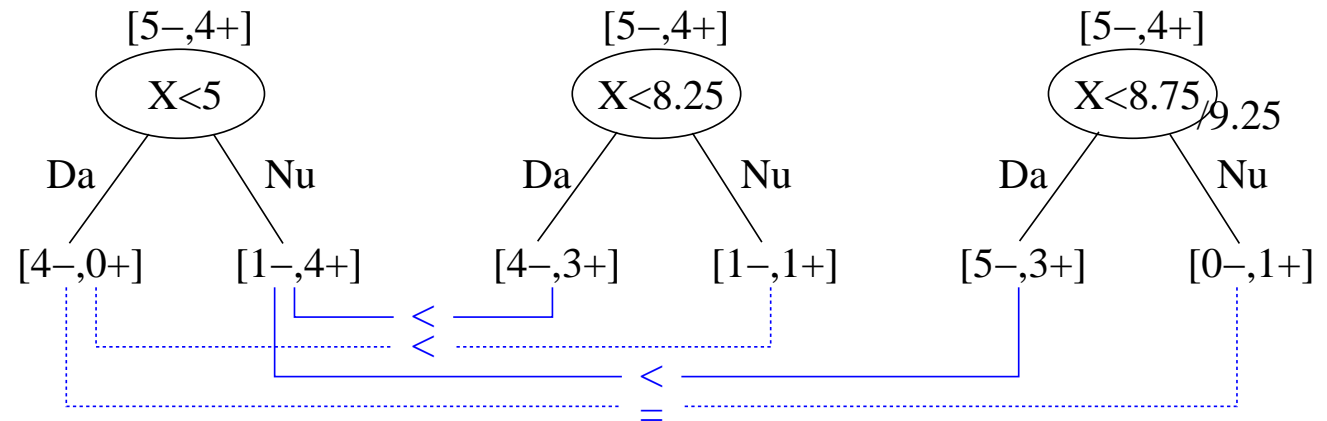 [5−,4+] [5−,4+] [5−,4+]
X<5 X<8.25 X<8.75/9.25
Da Nu Da Nu Da Nu
[4−,0+] [1−,4+] [4−,3+] [1−,1+] [5−,3+] [0−,1+]
<
<
<
=